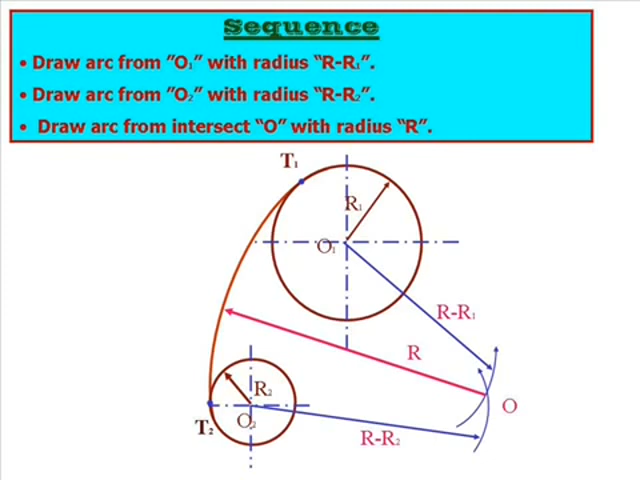 Sequence
• Draw arc from ”O₁” with radius “R-R₁”.
• Draw arc from ”O₂” with radius “R-R₂”.
• Draw arc from intersect “O” with radius “R”.
T₁
R₁
O₁
R-R₁
R
R₂
O
O₂
T₂
R-R₂